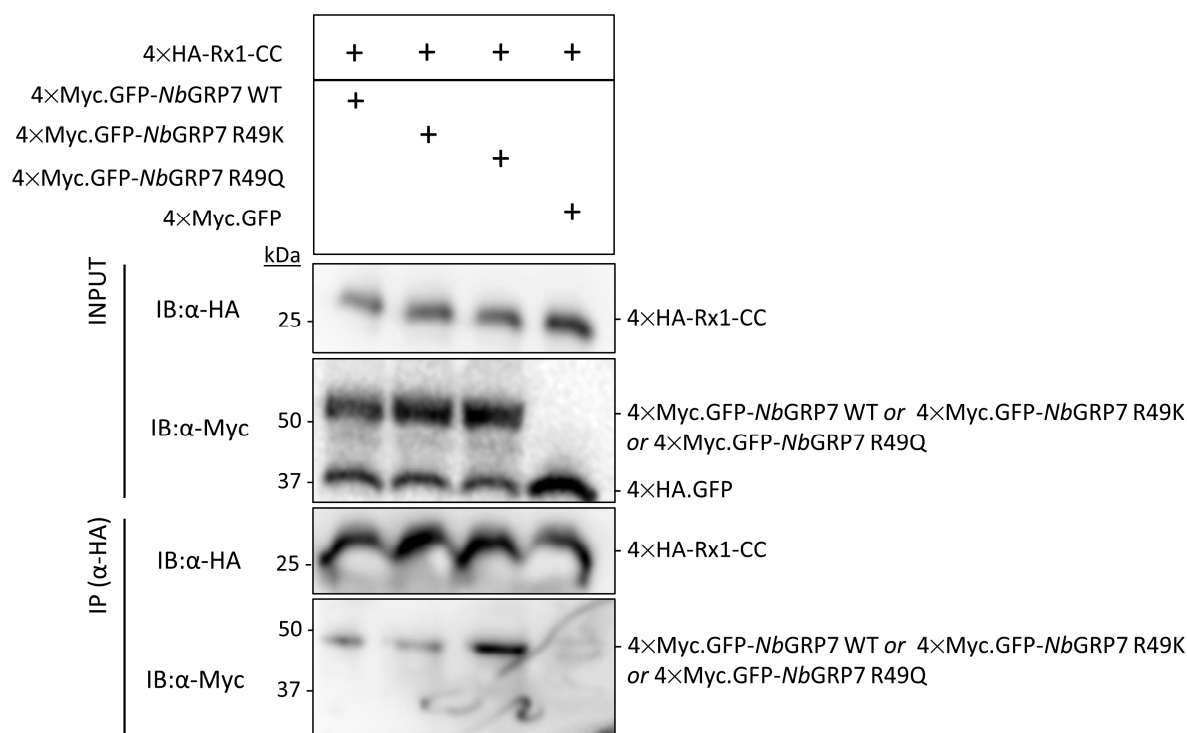 4×HA-Rx1-CC + + + +
4×Myc.GFP-NbGRP7 WT +
4×Myc.GFP-NbGRP7 R49K +
4×Myc.GFP-NbGRP7 R49Q +
4×Myc.GFP +
kDa
INPUT
IB:α-HA
25
4×HA-Rx1-CC
IB:α-Myc
50
37
4×Myc.GFP-NbGRP7 WT or 4×Myc.GFP-NbGRP7 R49K
or 4×Myc.GFP-NbGRP7 R49Q
4×HA.GFP
IP (α-HA)
IB:α-HA
25
4×HA-Rx1-CC
IB:α-Myc
50
37
4×Myc.GFP-NbGRP7 WT or 4×Myc.GFP-NbGRP7 R49K
or 4×Myc.GFP-NbGRP7 R49Q